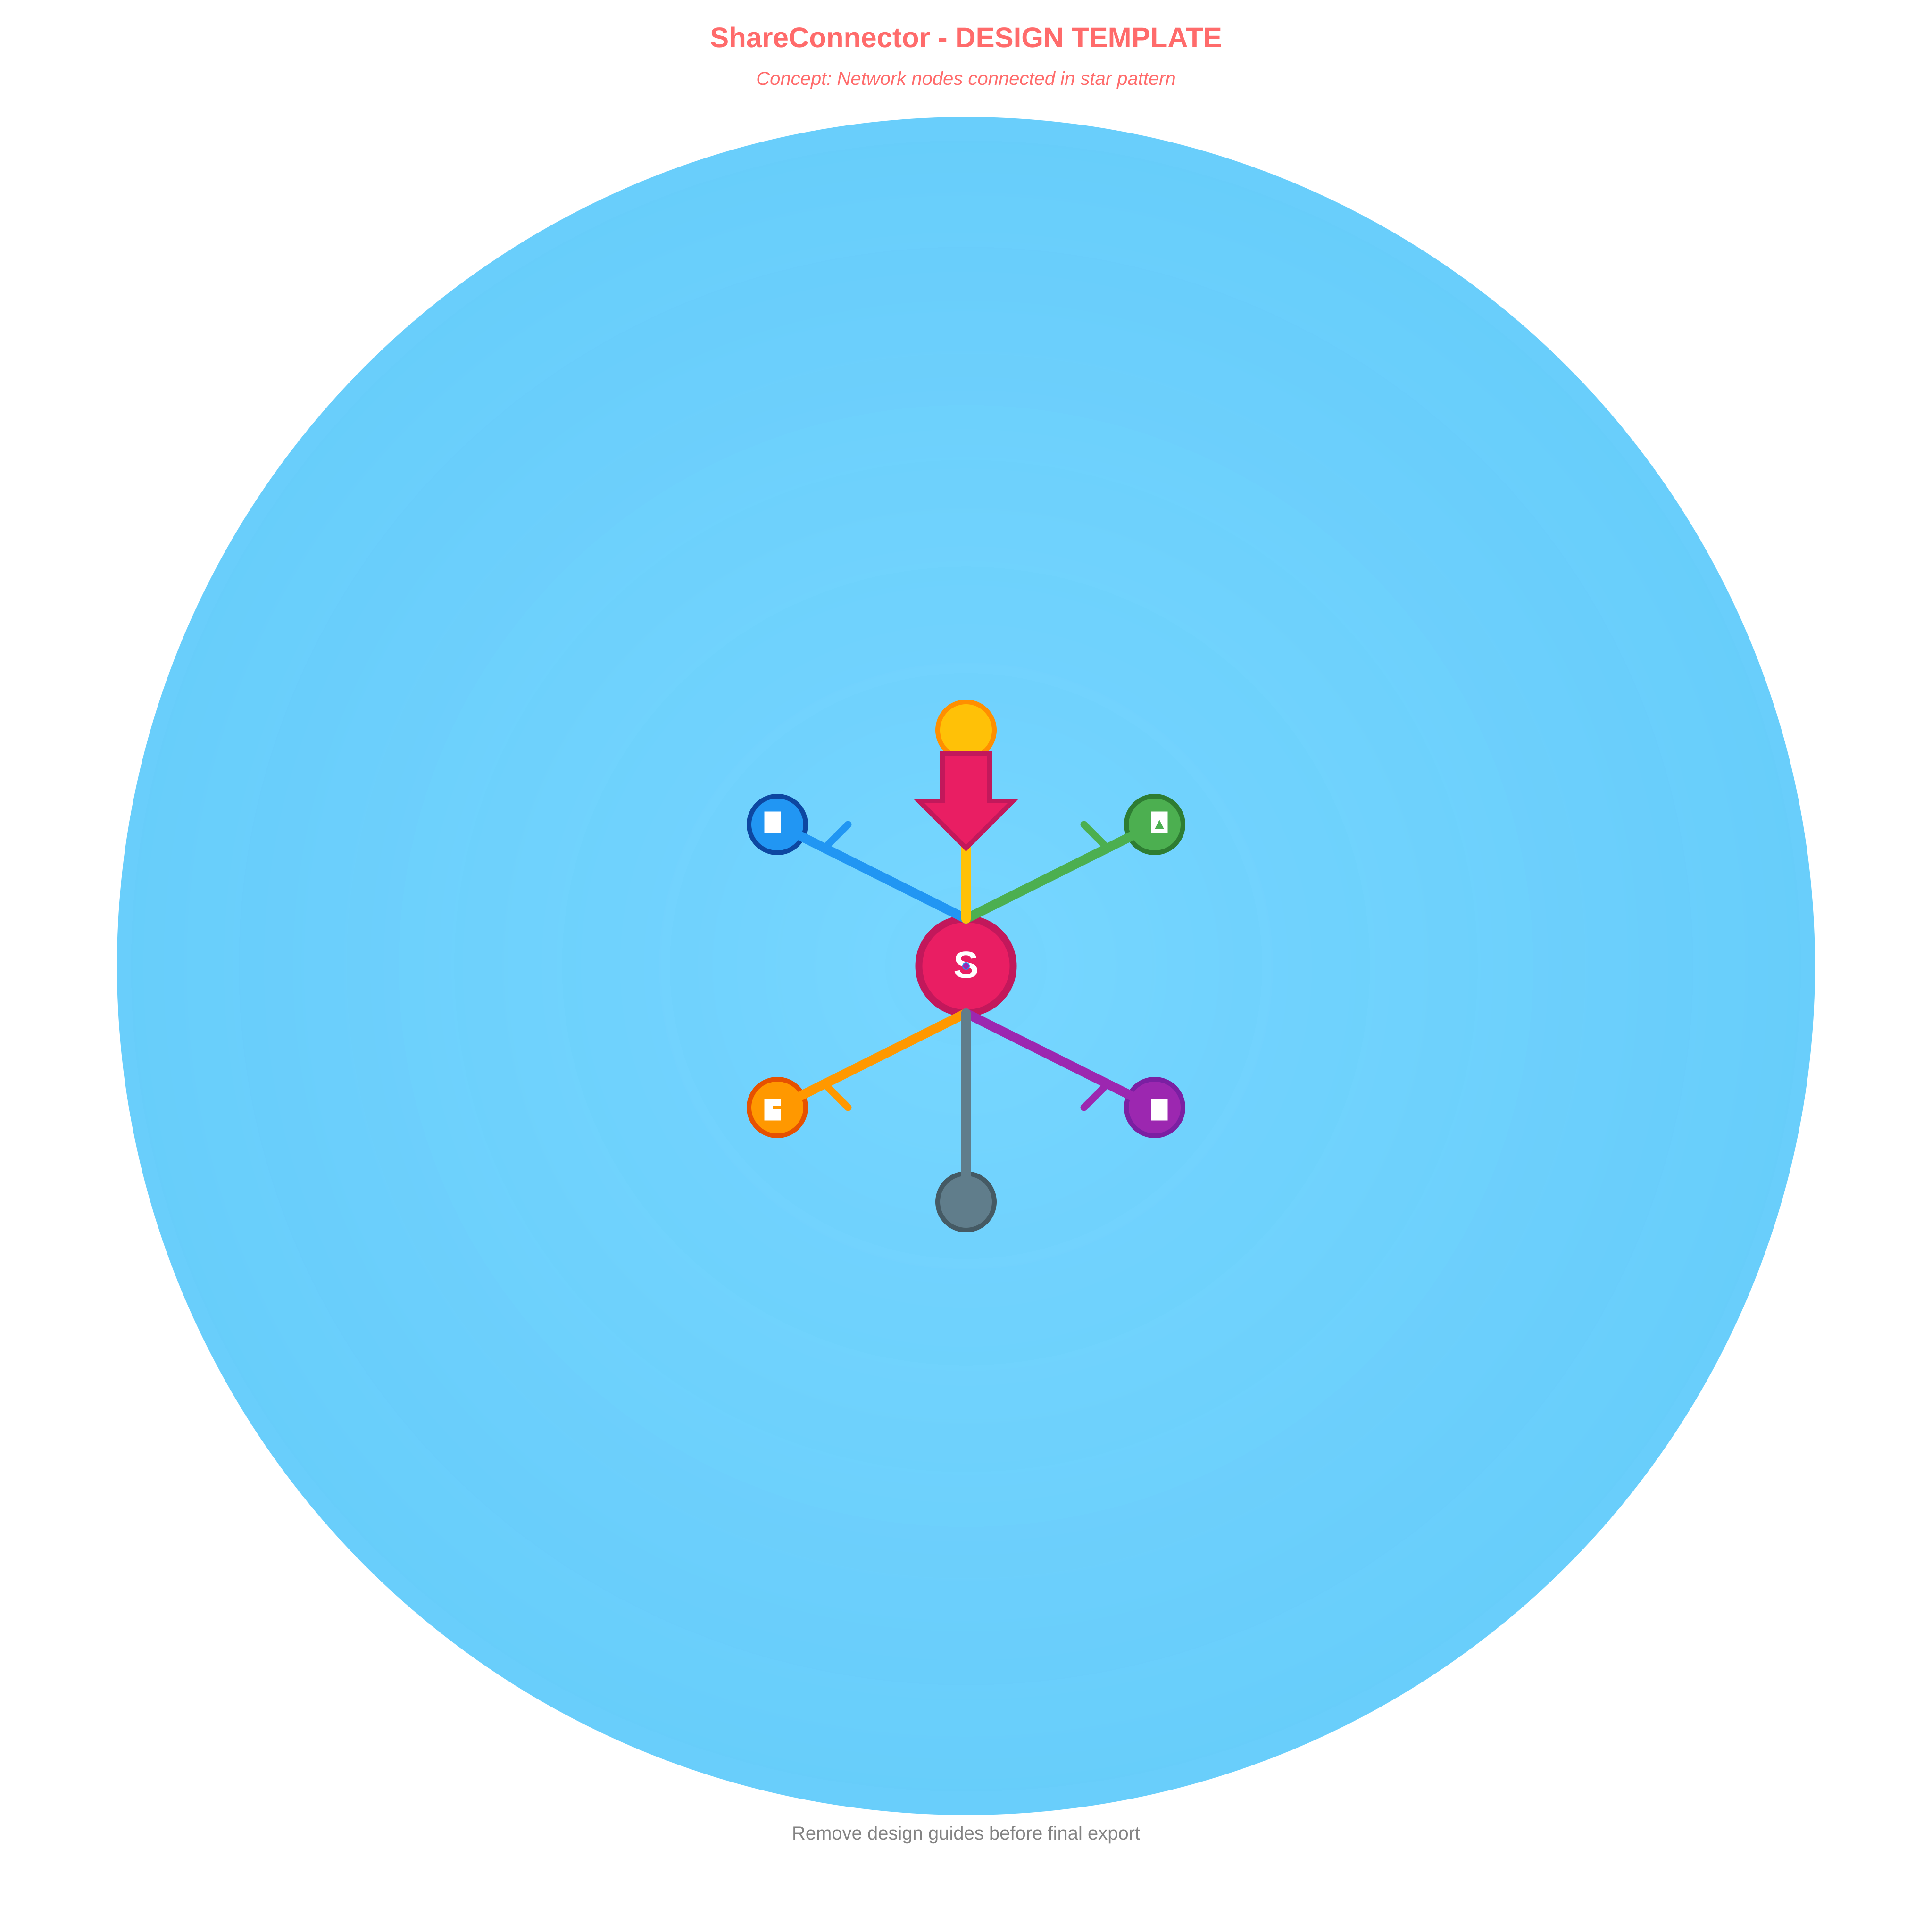 ShareConnector - DESIGN TEMPLATE
Concept: Network nodes connected in star pattern
S
Remove design guides before final export